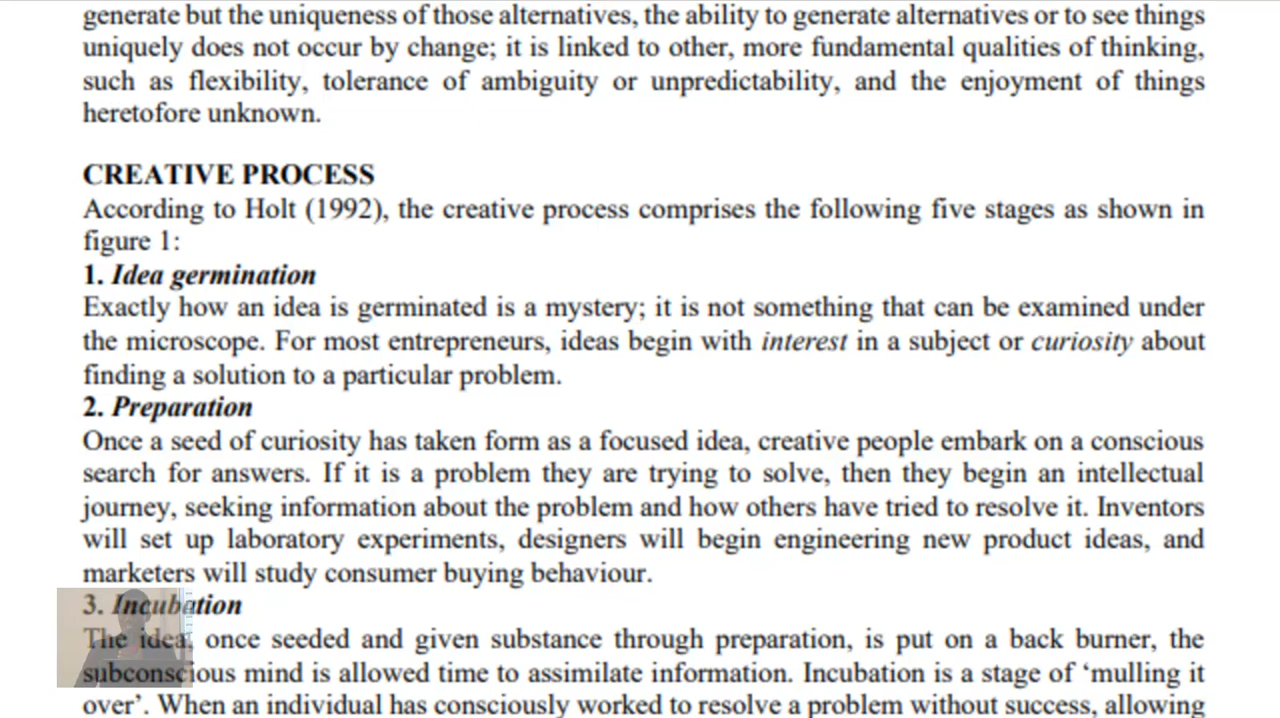 generate but the uniqueness of those alternatives, the ability to generate alternatives or to see things
uniquely does not occur by change; it is linked to other, more fundamental qualities of thinking,
such as flexibility, tolerance of ambiguity or unpredictability, and the enjoyment of things
heretofore unknown.
CREATIVE PROCESS
According to Holt (1992), the creative process comprises the following five stages as shown in
figure 1:
1. Idea germination
Exactly how an idea is germinated is a mystery; it is not something that can be examined under
the microscope. For most entrepreneurs, ideas begin with interest in a subject or curiosity about
finding a solution to a particular problem.
2. Preparation
Once a seed of curiosity has taken form as a focused idea, creative people embark on a conscious
search for answers. If it is a problem they are trying to solve, then they begin an intellectual
journey, seeking information about the problem and how others have tried to resolve it. Inventors
will set up laboratory experiments, designers will begin engineering new product ideas, and
marketers will study consumer buying behaviour.
3. Incubation
The idea, once seeded and given substance through preparation, is put on a back burner, the
subconscious mind is allowed time to assimilate information. Incubation is a stage of ‘mulling it
over’. When an individual has consciously worked to resolve a problem without success, allowing